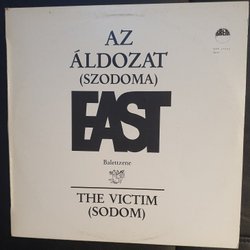 AZ
ÁLDOZAT
(SZODOMA)
EAST
Balettzene
THE VICTIM
(SODOM)